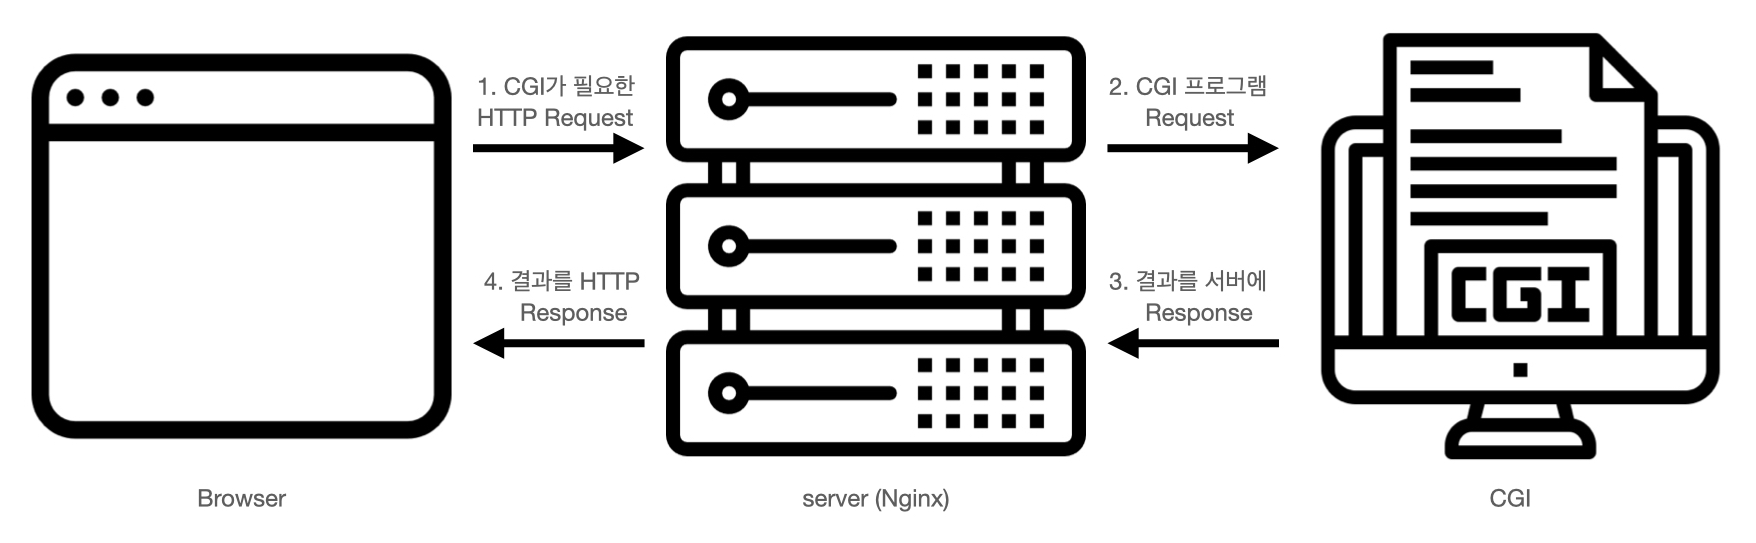 1. CGI가 필요한
HTTP Request
2. CGI 프로그램
Request
4. 결과를 HTTP
Response
3. 결과를 서버에
Response
CGI
Browser
server (Nginx)
CGI